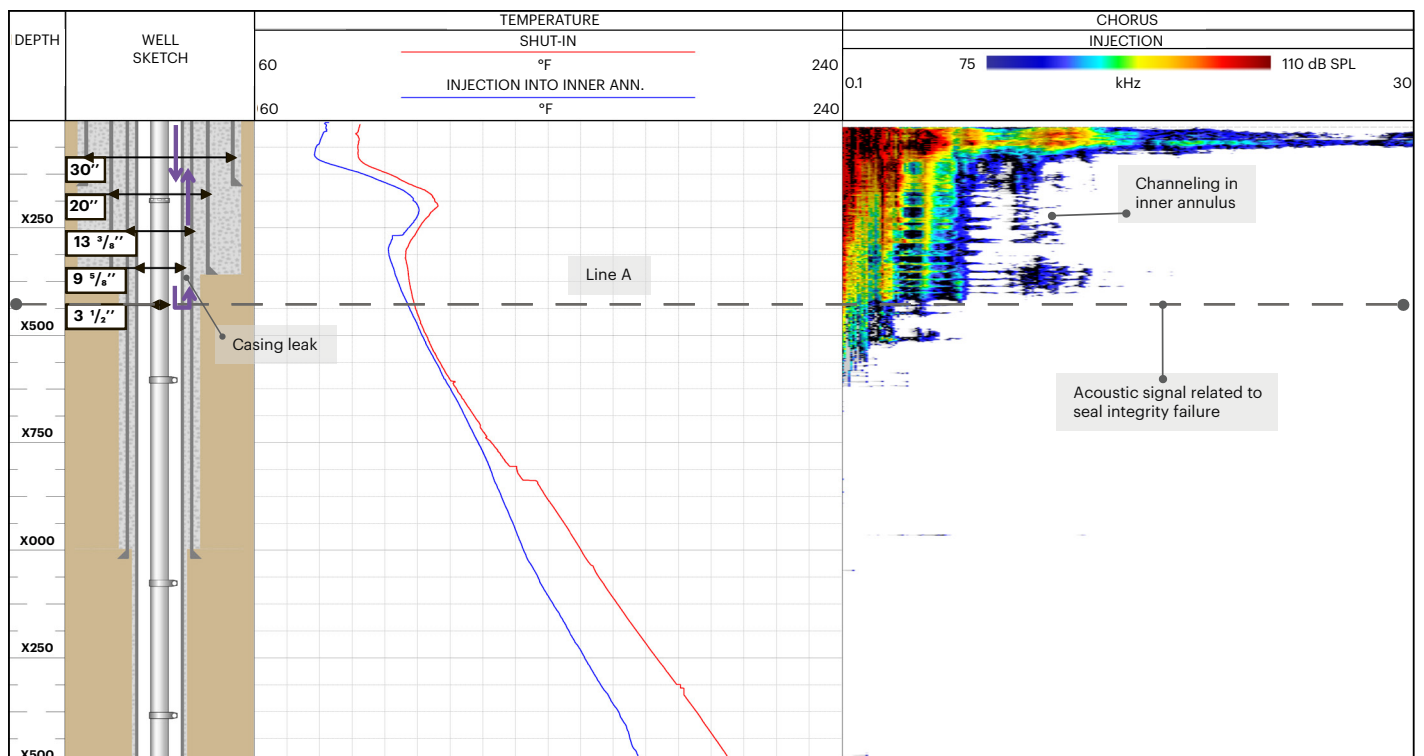 DEPTH
WELL
SKETCH
TEMPERATURE
SHUT-IN
60
°F
240
INJECTION INTO INNER ANN.
60
°F
240
CHORUS
INJECTION
75
110 dB SPL
0.1
kHz
30
30’’
20’’
X250
13 ³/₈’’
9 ⁵/₈’’
3 ¹/₂’’
Line A
Channeling in
inner annulus
X500
Casing leak
Acoustic signal related to
seal integrity failure
X750
X000
X250
X500